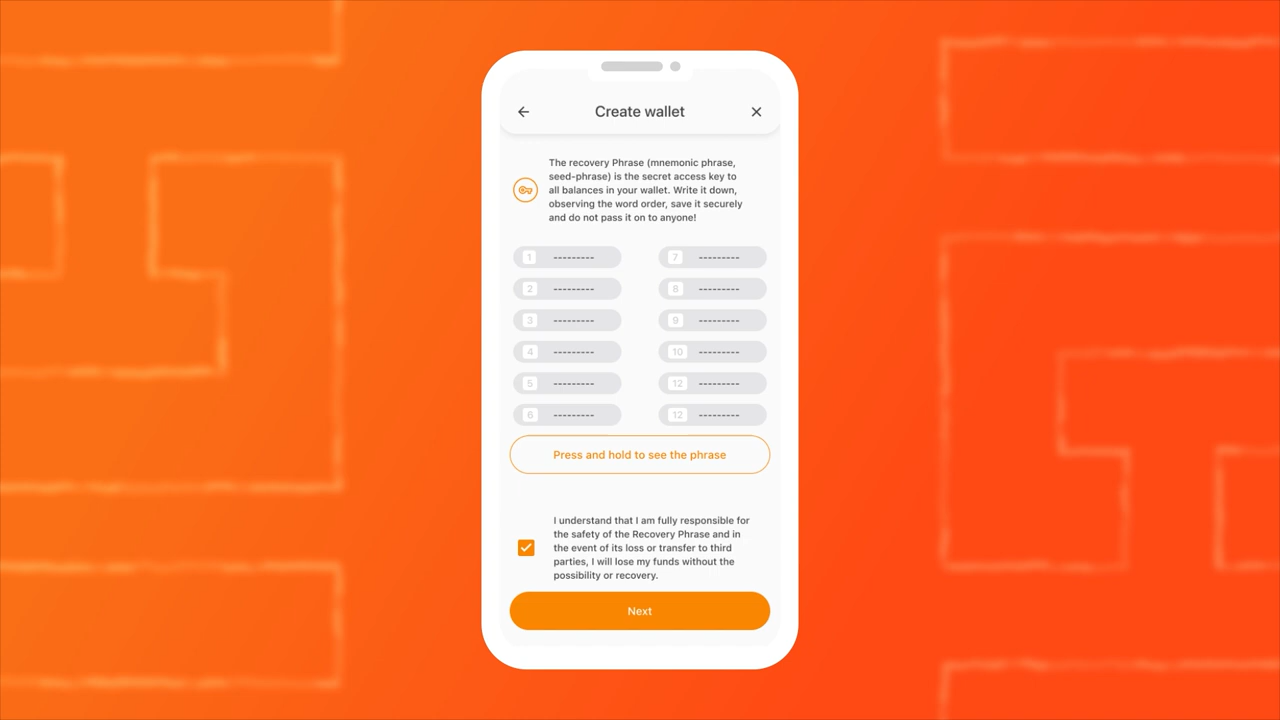 Create wallet
The recovery Phrase (mnemonic phrase,
seed-phrase) is the secret access key to
all balances in your wallet. Write it down,
observing the word order, save it securely
and do not pass it on to anyone!
1 --------- 7 ---------
2 --------- 8 ---------
3 --------- 9 ---------
4 --------- 10 ---------
5 --------- 12 ---------
6 --------- 12 ---------
Press and hold to see the phrase
I understand that I am fully responsible for
the safety of the Recovery Phrase and in
the event of its loss or transfer to third
parties, I will lose my funds without the
possibility or recovery.
Next